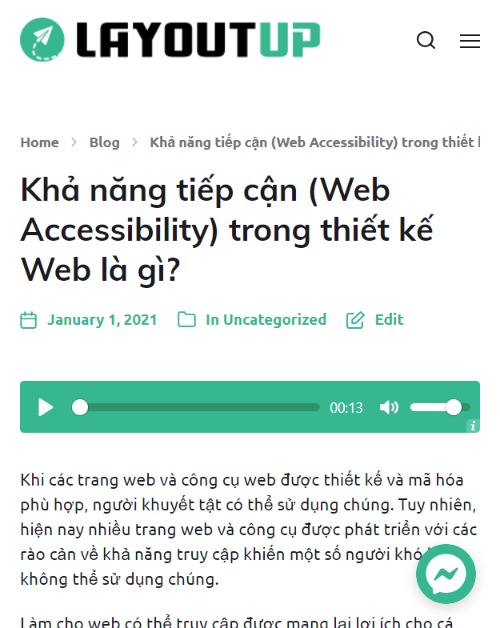 LAYOUTUP
Home > Blog > Khả năng tiếp cận (Web Accessibility) trong thiết
Khả năng tiếp cận (Web
Accessibility) trong thiết kế
Web là gì?
January 1, 2021 In Uncategorized Edit
00:13
i
Khi các trang web và công cụ web được thiết kế và mã hóa
phù hợp, người khuyết tật có thể sử dụng chúng. Tuy nhiên,
hiện nay nhiều trang web và công cụ được phát triển với các
rào cản về khả năng truy cập khiến một số người
không thể sử dụng chúng.
Làm cho web có thể truy cập được mang lại lợi ích cho cá